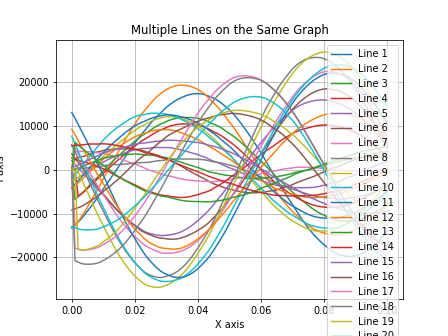 Multiple Lines on the Same Graph
20000
10000
0
−10000
−20000
0.00
0.02
0.04
0.06
X axis
Line 1
Line 2
Line 3
Line 4
Line 5
Line 6
Line 7
Line 8
Line 9
Line 10
Line 11
Line 12
Line 13
Line 14
Line 15
Line 16
Line 17
Line 18
Line 19